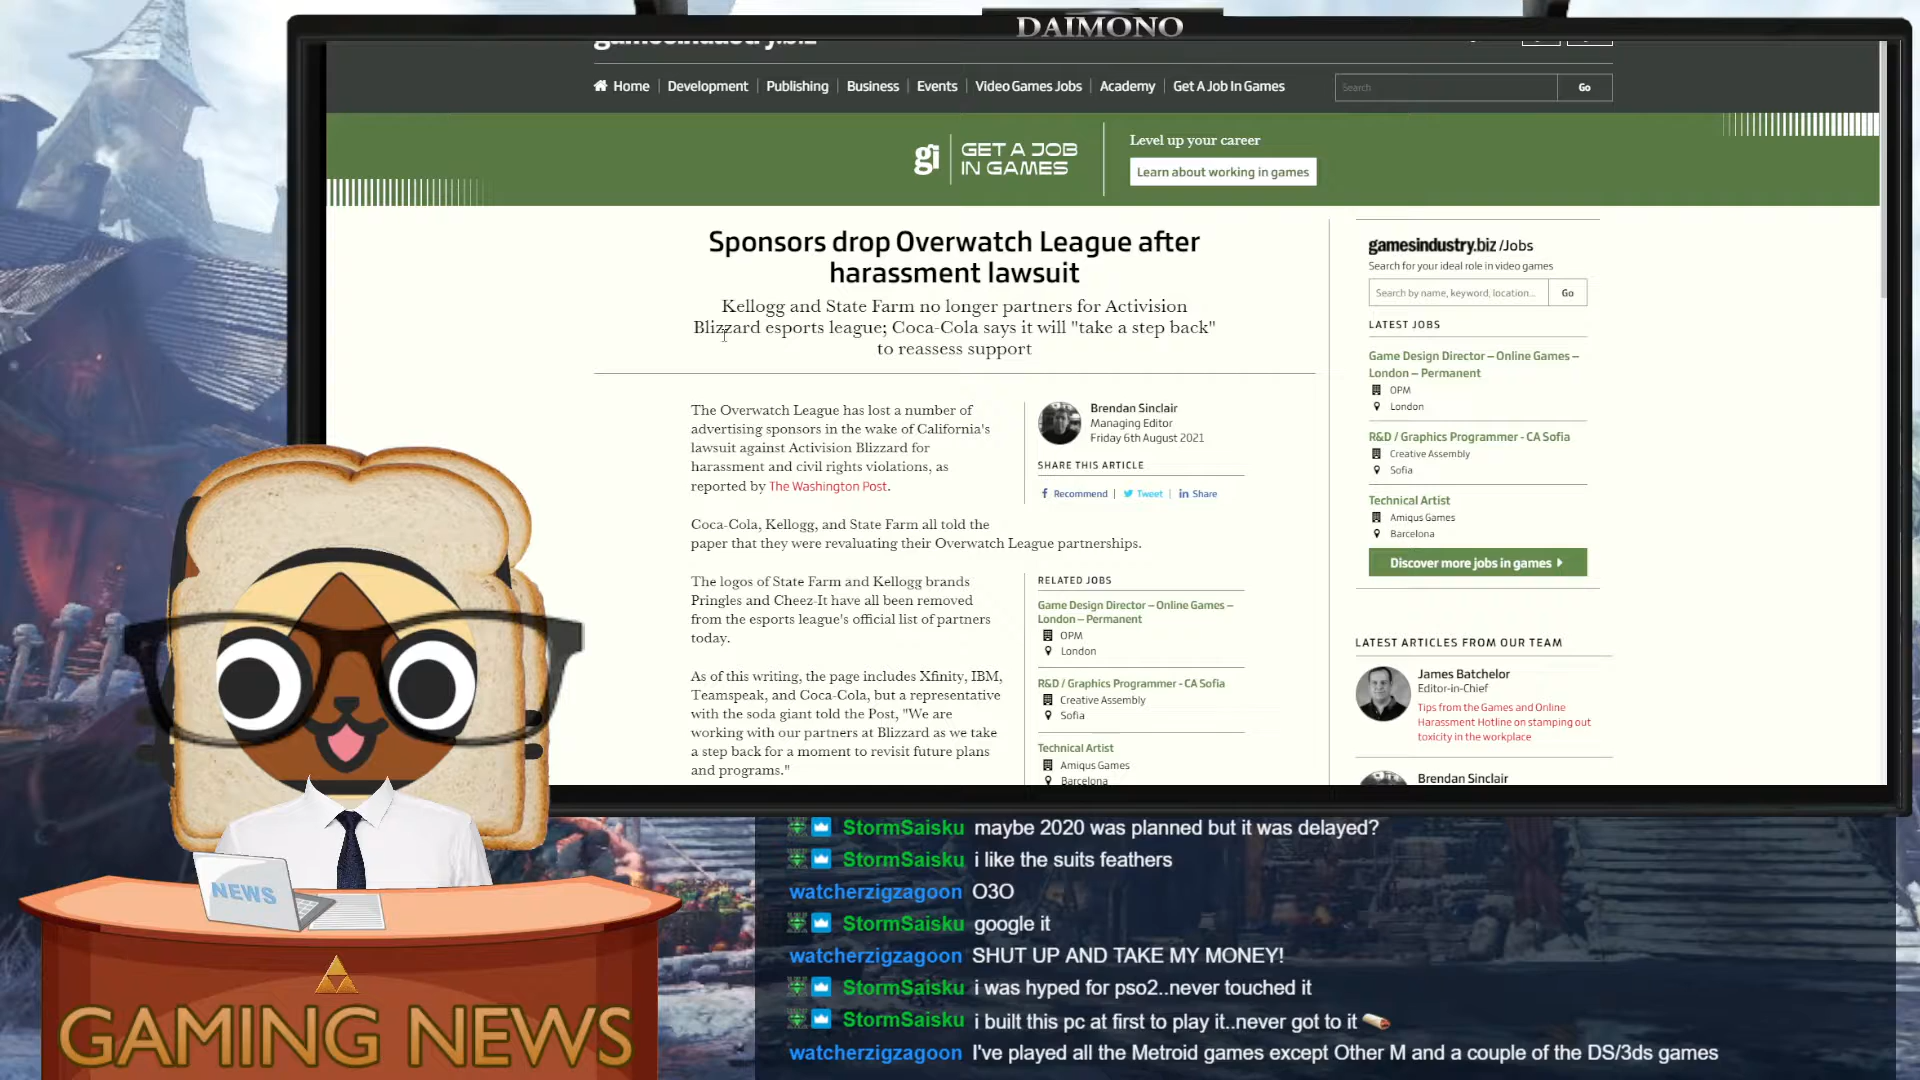 DAIMONO
gamesindustry.biz
Home | Development | Publishing | Business | Events | Video Games Jobs | Academy | Get A Job In Games
Search
Go
gi GET A JOB IN GAMES
Level up your career
Learn about working in games
Sponsors drop Overwatch League after
harassment lawsuit
Kellogg and State Farm no longer partners for Activision
Blizzard esports league; Coca-Cola says it will "take a step back"
to reassess support
The Overwatch League has lost a number of
advertising sponsors in the wake of California's
lawsuit against Activision Blizzard for
harassment and civil rights violations, as
reported by The Washington Post.
Coca-Cola, Kellogg, and State Farm all told the
paper that they were revaluating their Overwatch League partnerships.
The logos of State Farm and Kellogg brands
Pringles and Cheez-It have all been removed
from the esports league's official list of partners
today.
As of this writing, the page includes Xfinity, IBM,
Teamspeak, and Coca-Cola, but a representative
with the soda giant told the Post, "We are
working with our partners at Blizzard as we take
a step back for a moment to revisit future plans
and programs."
Brendan Sinclair
Managing Editor
Friday 6th August 2021
SHARE THIS ARTICLE
Recommend | Tweet | Share
RELATED JOBS
Game Design Director – Online Games –
London – Permanent
OPM
London
R&D / Graphics Programmer - CA Sofia
Creative Assembly
Sofia
Technical Artist
Amiqus Games
Barcelona
gamesindustry.biz /Jobs
Search for your ideal role in video games
Search by name, keyword, location...
Go
LATEST JOBS
Game Design Director – Online Games –
London – Permanent
OPM
London
R&D / Graphics Programmer - CA Sofia
Creative Assembly
Sofia
Technical Artist
Amiqus Games
Barcelona
Discover more jobs in games
LATEST ARTICLES FROM OUR TEAM
James Batchelor
Editor-in-Chief
Tips from the Games and Online
Harassment Hotline on stamping out
toxicity in the workplace
Brendan Sinclair
NEWS
GAMING NEWS
StormSaisku maybe 2020 was planned but it was delayed?
StormSaisku i like the suits feathers
watcherzigzagoon O3O
StormSaisku google it
watcherzigzagoon SHUT UP AND TAKE MY MONEY!
StormSaisku i was hyped for pso2..never touched it
StormSaisku i built this pc at first to play it..never got to it
watcherzigzagoon I've played all the Metroid games except Other M and a couple of the DS/3ds games